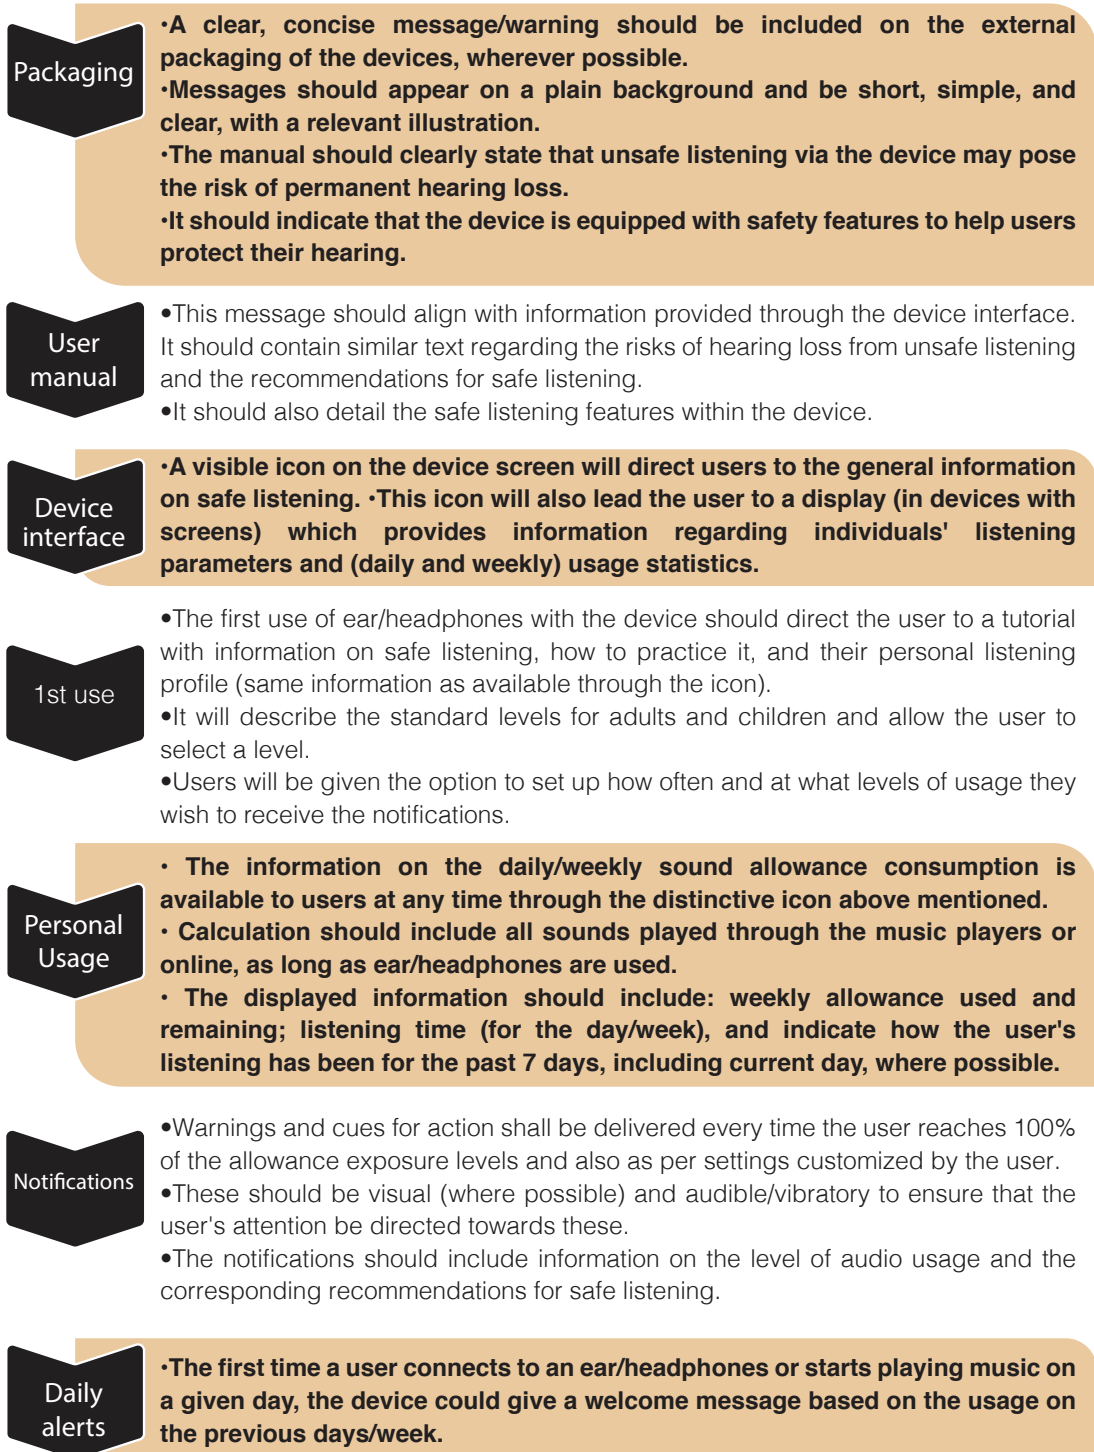 Packaging
•A clear, concise message/warning should be included on the external
packaging of the devices, wherever possible.
•Messages should appear on a plain background and be short, simple, and
clear, with a relevant illustration.
•The manual should clearly state that unsafe listening via the device may pose
the risk of permanent hearing loss.
•It should indicate that the device is equipped with safety features to help users
protect their hearing.
User
manual
•This message should align with information provided through the device interface.
It should contain similar text regarding the risks of hearing loss from unsafe listening
and the recommendations for safe listening.
•It should also detail the safe listening features within the device.
Device
interface
•A visible icon on the device screen will direct users to the general information
on safe listening. •This icon will also lead the user to a display (in devices with
screens) which provides information regarding individuals' listening
parameters and (daily and weekly) usage statistics.
1st use
•The first use of ear/headphones with the device should direct the user to a tutorial
with information on safe listening, how to practice it, and their personal listening
profile (same information as available through the icon).
•It will describe the standard levels for adults and children and allow the user to
select a level.
•Users will be given the option to set up how often and at what levels of usage they
wish to receive the notifications.
Personal
Usage
• The information on the daily/weekly sound allowance consumption is
available to users at any time through the distinctive icon above mentioned.
• Calculation should include all sounds played through the music players or
online, as long as ear/headphones are used.
• The displayed information should include: weekly allowance used and
remaining; listening time (for the day/week), and indicate how the user's
listening has been for the past 7 days, including current day, where possible.
Notifications
•Warnings and cues for action shall be delivered every time the user reaches 100%
of the allowance exposure levels and also as per settings customized by the user.
•These should be visual (where possible) and audible/vibratory to ensure that the
user's attention be directed towards these.
•The notifications should include information on the level of audio usage and the
corresponding recommendations for safe listening.
Daily
alerts
•The first time a user connects to an ear/headphones or starts playing music on
a given day, the device could give a welcome message based on the usage on
the previous days/week.